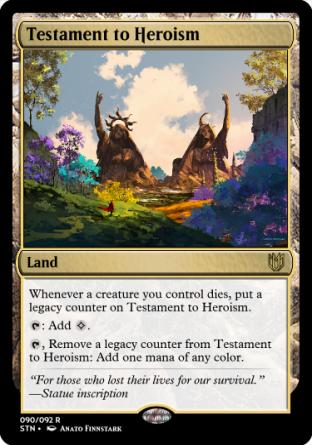 Testament to Heroism
Land
Whenever a creature you control dies, put a
legacy counter on Testament to Heroism.
: Add .
, Remove a legacy counter from Testament
to Heroism: Add one mana of any color.
“For those who lost their lives for our survival.”
—Statue inscription
090/092 R
STN • Anato Finnstark